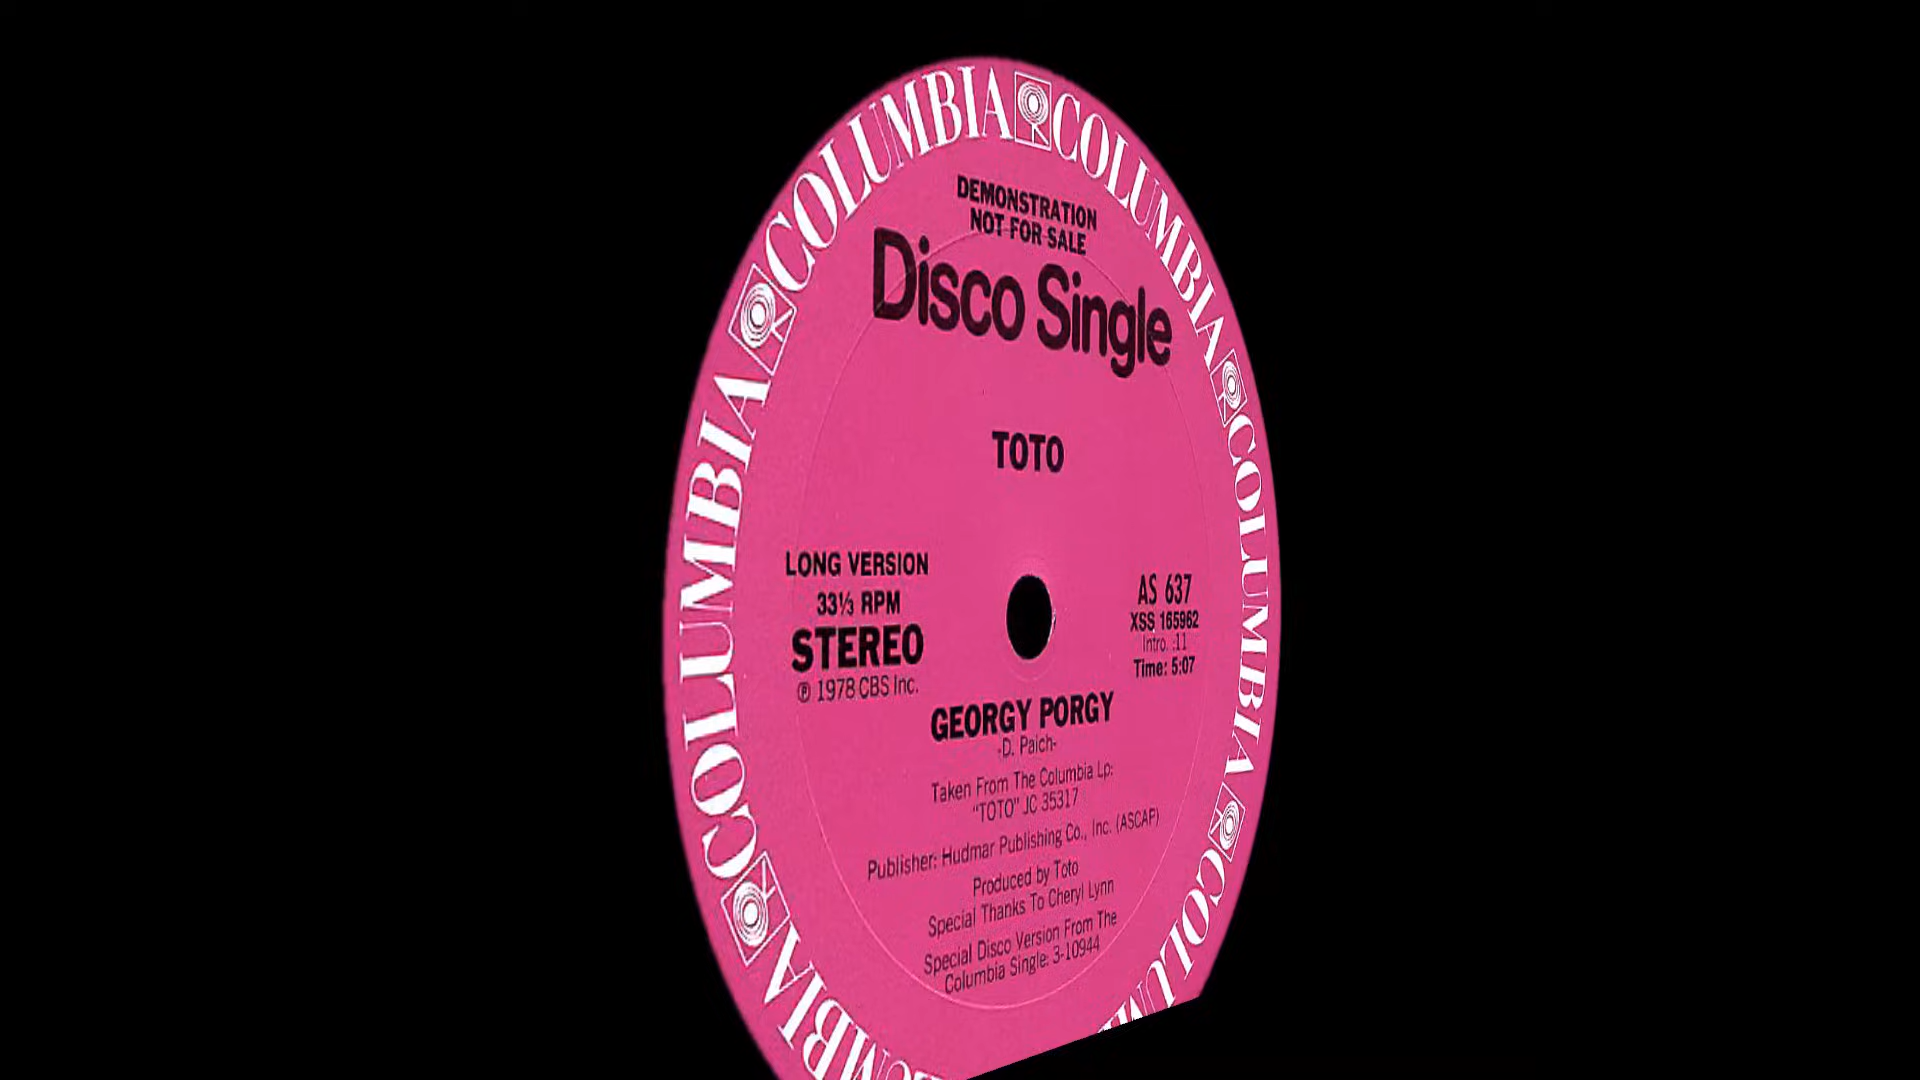 COLUMBIA COLUMBIA COLUMBIA COLUMBIA COLUMBIA
DEMONSTRATION
NOT FOR SALE
Disco Single
TOTO
LONG VERSION
33⅓ RPM
STEREO
℗ 1978 CBS Inc.
AS 637
XSS 165962
Intro. :11
Time: 5:07
GEORGY PORGY
-D. Paich-
Taken From The Columbia Lp:
"TOTO" JC 35317
Publisher: Hudmar Publishing Co., Inc. (ASCAP)
Produced by Toto
Special Thanks To Cheryl Lynn
Special Disco Version From The
Columbia Single: 3-10944